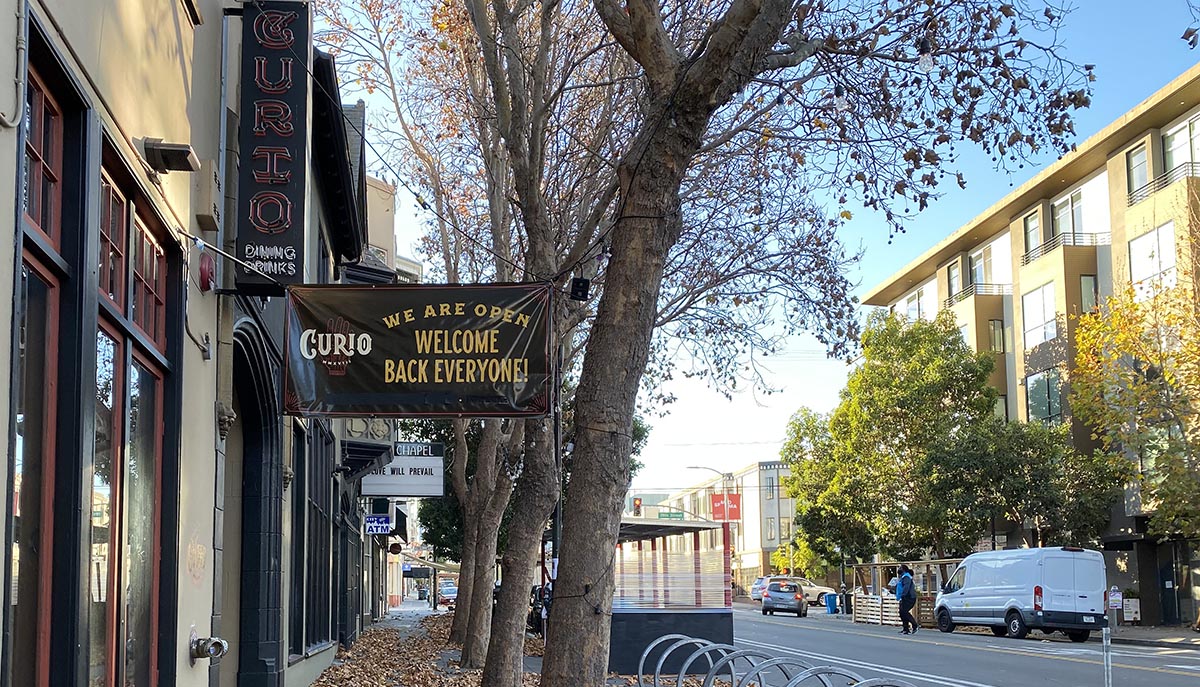 CURIO
DINING
DRINKS
CURIO
WE ARE OPEN
WELCOME
BACK EVERYONE!
CHAPEL
LOVE WILL PREVAIL
ATM